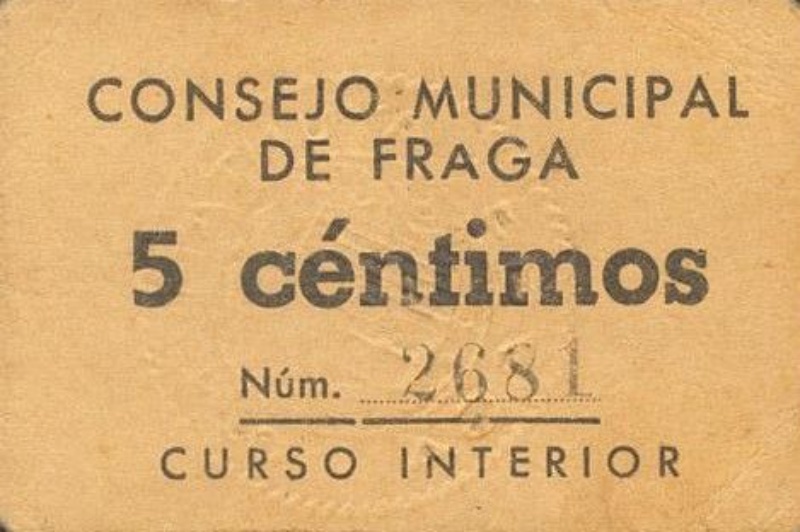 CONSEJO MUNICIPAL
DE FRAGA
5 céntimos
Núm. 2681
CURSO INTERIOR